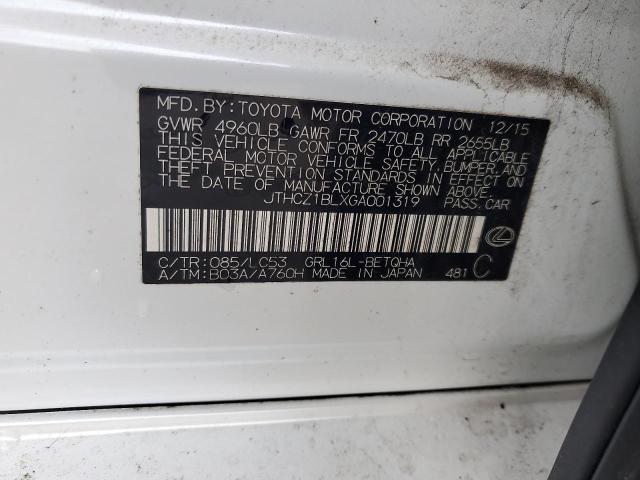 MFD. BY: TOYOTA MOTOR CORPORATION 12/15
GVWR 4960LB GAWR FR 2470LB RR 2655LB
THIS VEHICLE CONFORMS TO ALL APPLICABLE
FEDERAL MOTOR VEHICLE SAFETY, BUMPER, AND
THEFT PREVENTION STANDARDS IN EFFECT ON
THE DATE OF MANUFACTURE SHOWN ABOVE.
JTHCZ1BLXGA001319 PASS. CAR
C/TR: 085/LC53 GRL16L-BETQHA
A/TM: B03A/A760H MADE IN JAPAN 481 C